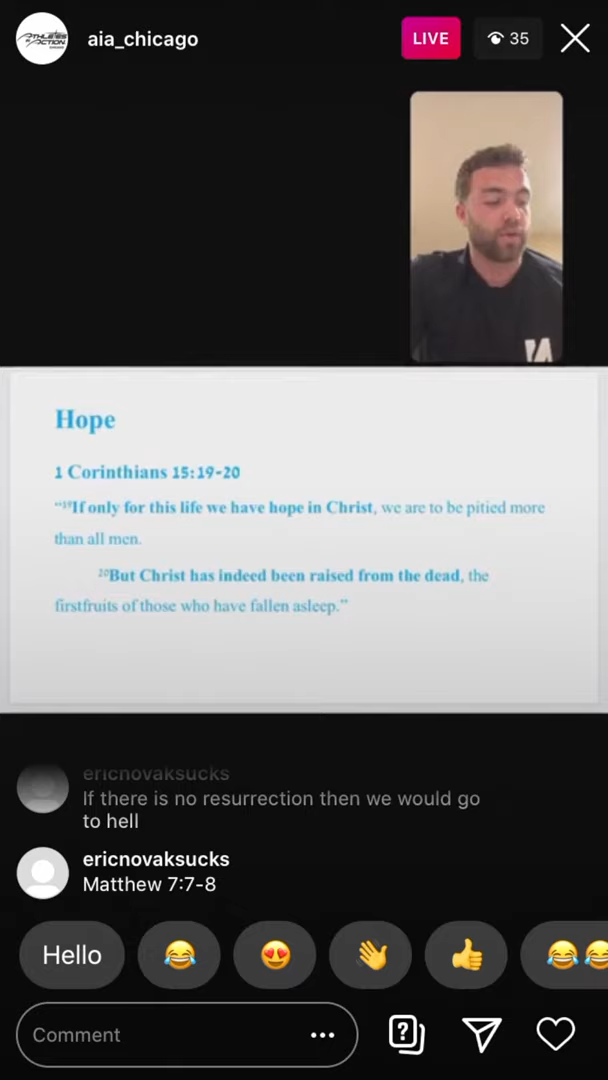 ATHLETES IN ACTION
aia_chicago
LIVE
35
Hope
1 Corinthians 15:19-20
"¹⁹If only for this life we have hope in Christ, we are to be pitied more
than all men.
²⁰But Christ has indeed been raised from the dead, the
firstfruits of those who have fallen asleep."
ericnovaksucks
If there is no resurrection then we would go
to hell
ericnovaksucks
Matthew 7:7-8
Hello
Comment